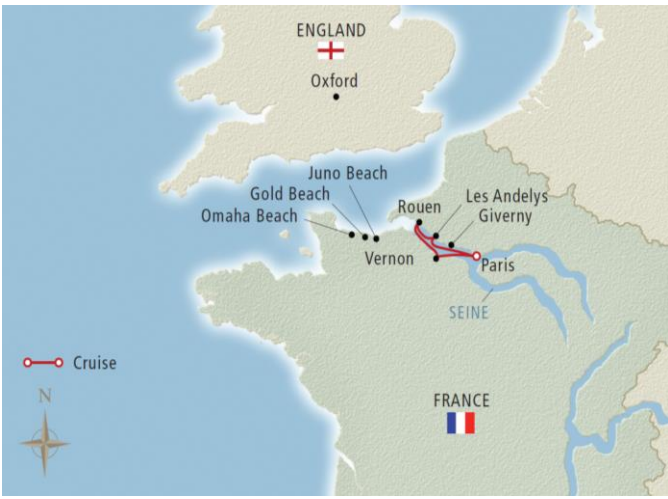 ENGLAND
Oxford
Juno Beach
Gold Beach
Omaha Beach
Rouen
Les Andelys
Giverny
Vernon
Paris
SEINE
Cruise
N
FRANCE